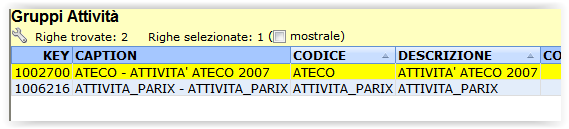 Gruppi Attività
Righe trovate: 2 Righe selezionate: 1 ( mostrale)
KEY CAPTION CODICE DESCRIZIONE CO
1002700 ATECO - ATTIVITA' ATECO 2007 ATECO ATTIVITA' ATECO 2007
1006216 ATTIVITA_PARIX - ATTIVITA_PARIX ATTIVITA_PARIX ATTIVITA_PARIX